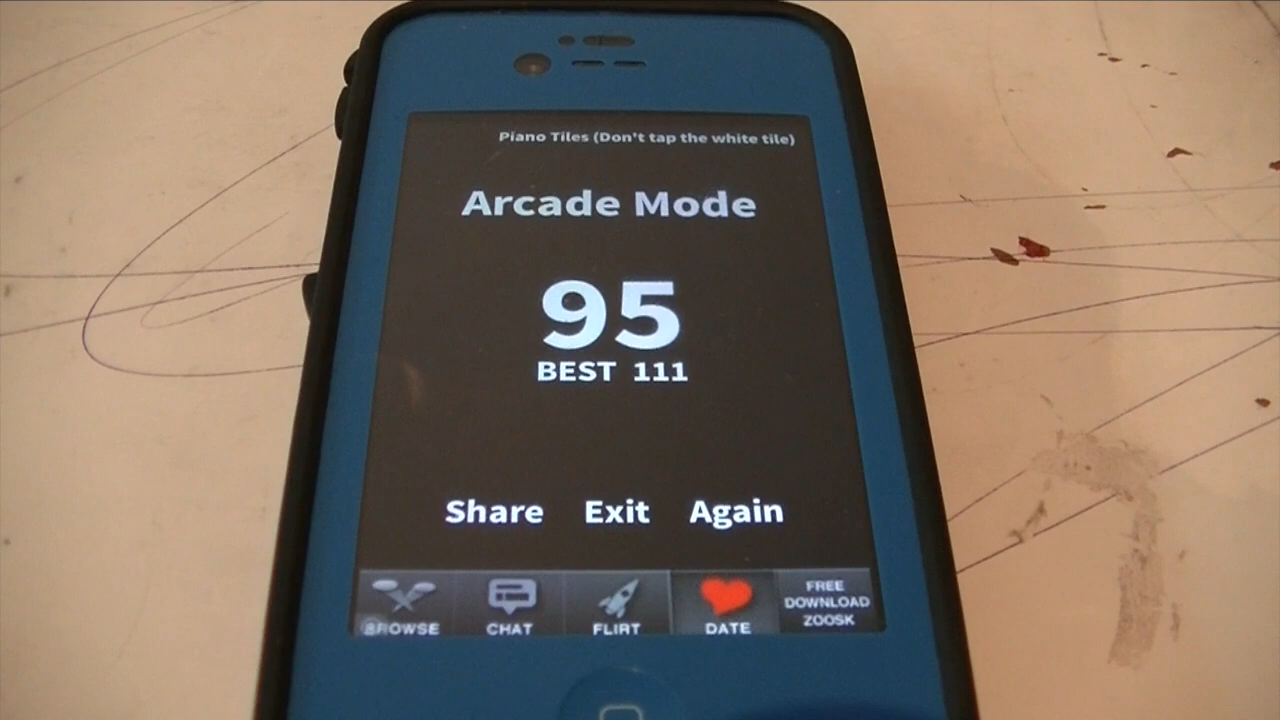 Piano Tiles (Don't tap the white tile)
Arcade Mode
95
BEST 111
Share Exit Again
BROWSE CHAT FLIRT DATE FREE DOWNLOAD ZOOSK